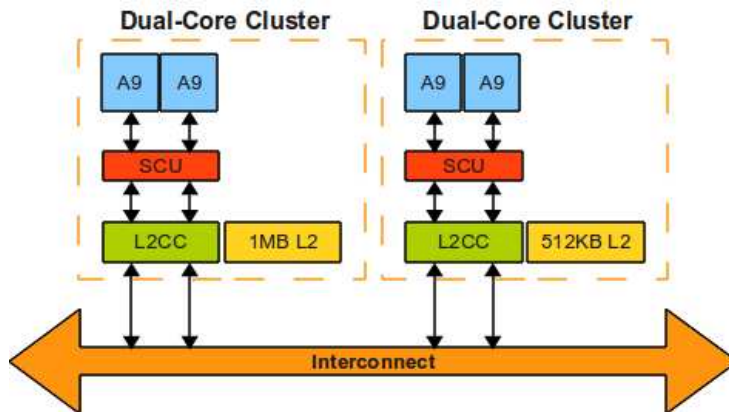 Dual-Core Cluster
Dual-Core Cluster
A9
A9
A9
A9
SCU
SCU
L2CC
1MB L2
L2CC
512KB L2
Interconnect